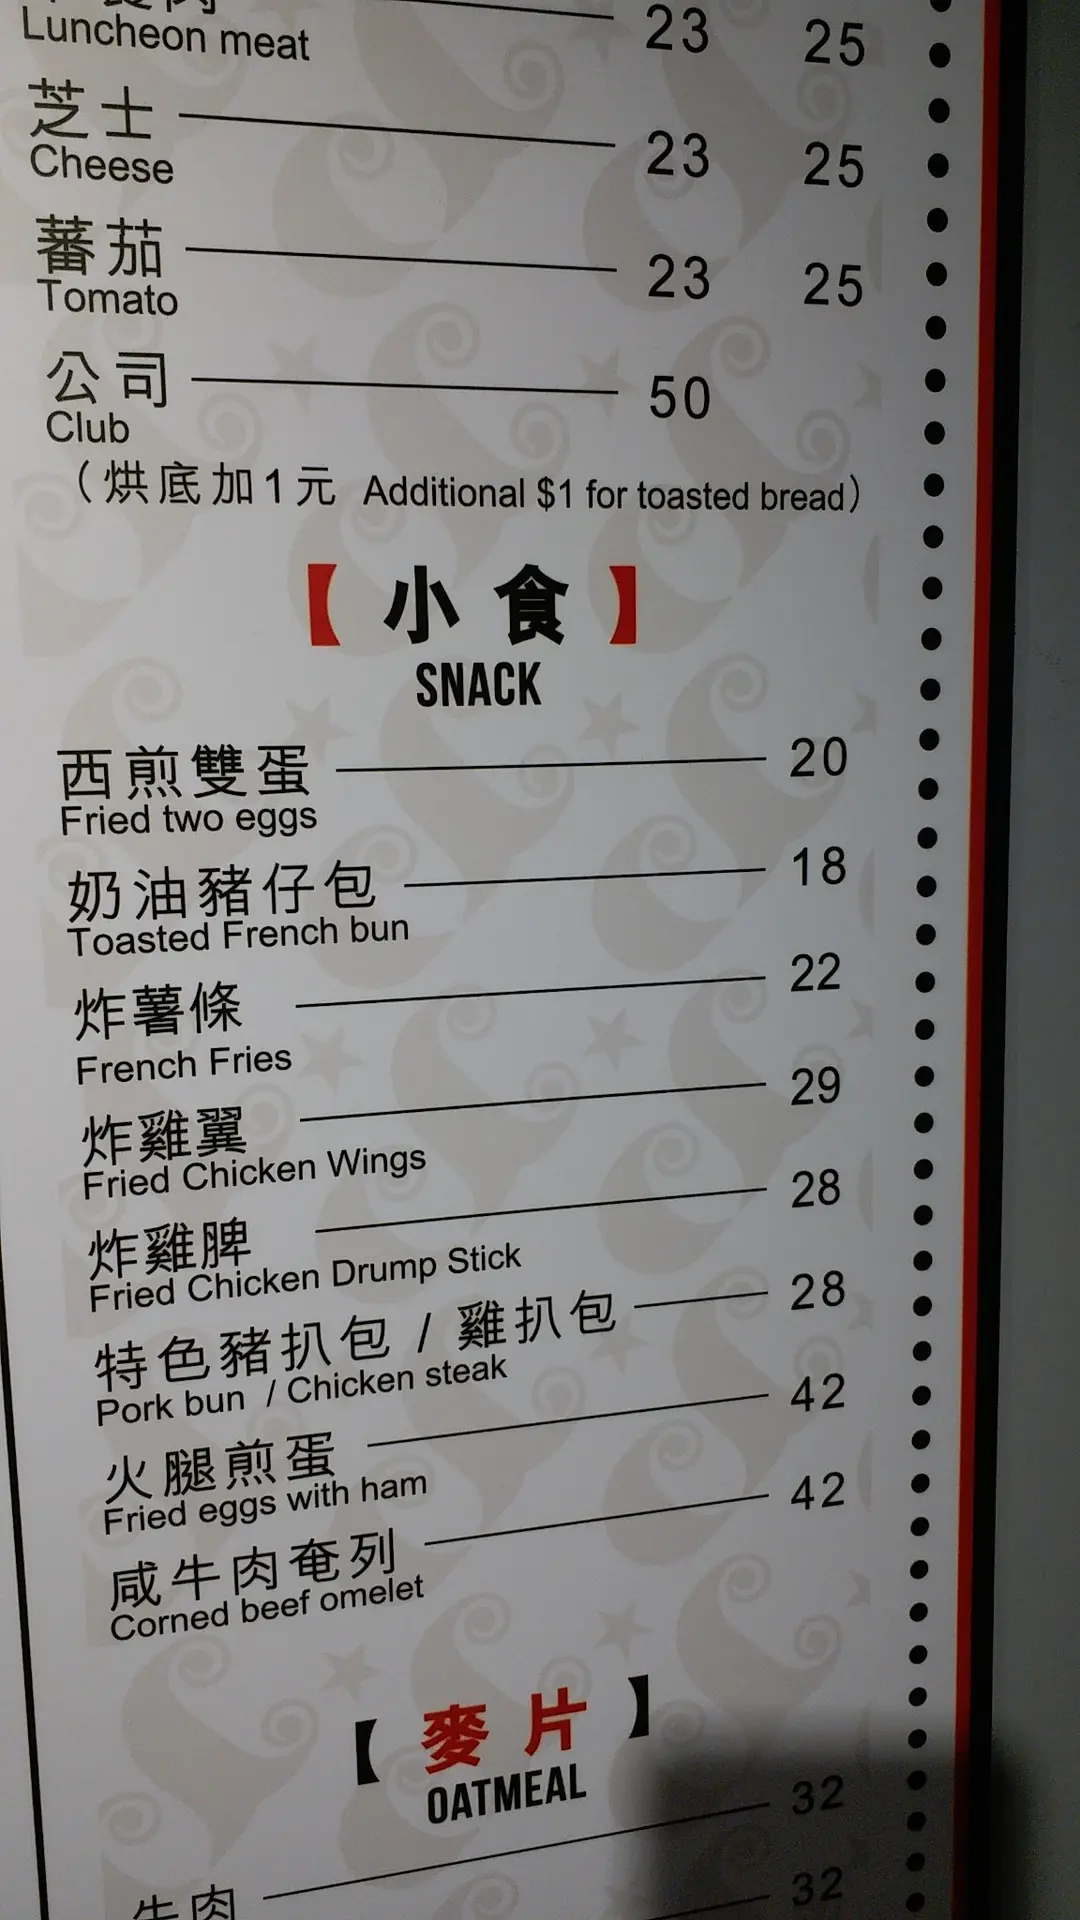 Luncheon meat 23 25
芝士 23 25
Cheese
蕃茄 23 25
Tomato
公司 50
Club
（烘底加1元 Additional $1 for toasted bread）
【小食】
SNACK
西煎雙蛋 20
Fried two eggs
奶油豬仔包 18
Toasted French bun
炸薯條 22
French Fries
炸雞翼 29
Fried Chicken Wings
炸雞脾 28
Fried Chicken Drump Stick
特色豬扒包 / 雞扒包 28
Pork bun / Chicken steak
火腿煎蛋 42
Fried eggs with ham
咸牛肉奄列 42
Corned beef omelet
【麥片】
OATMEAL
32
牛肉 32